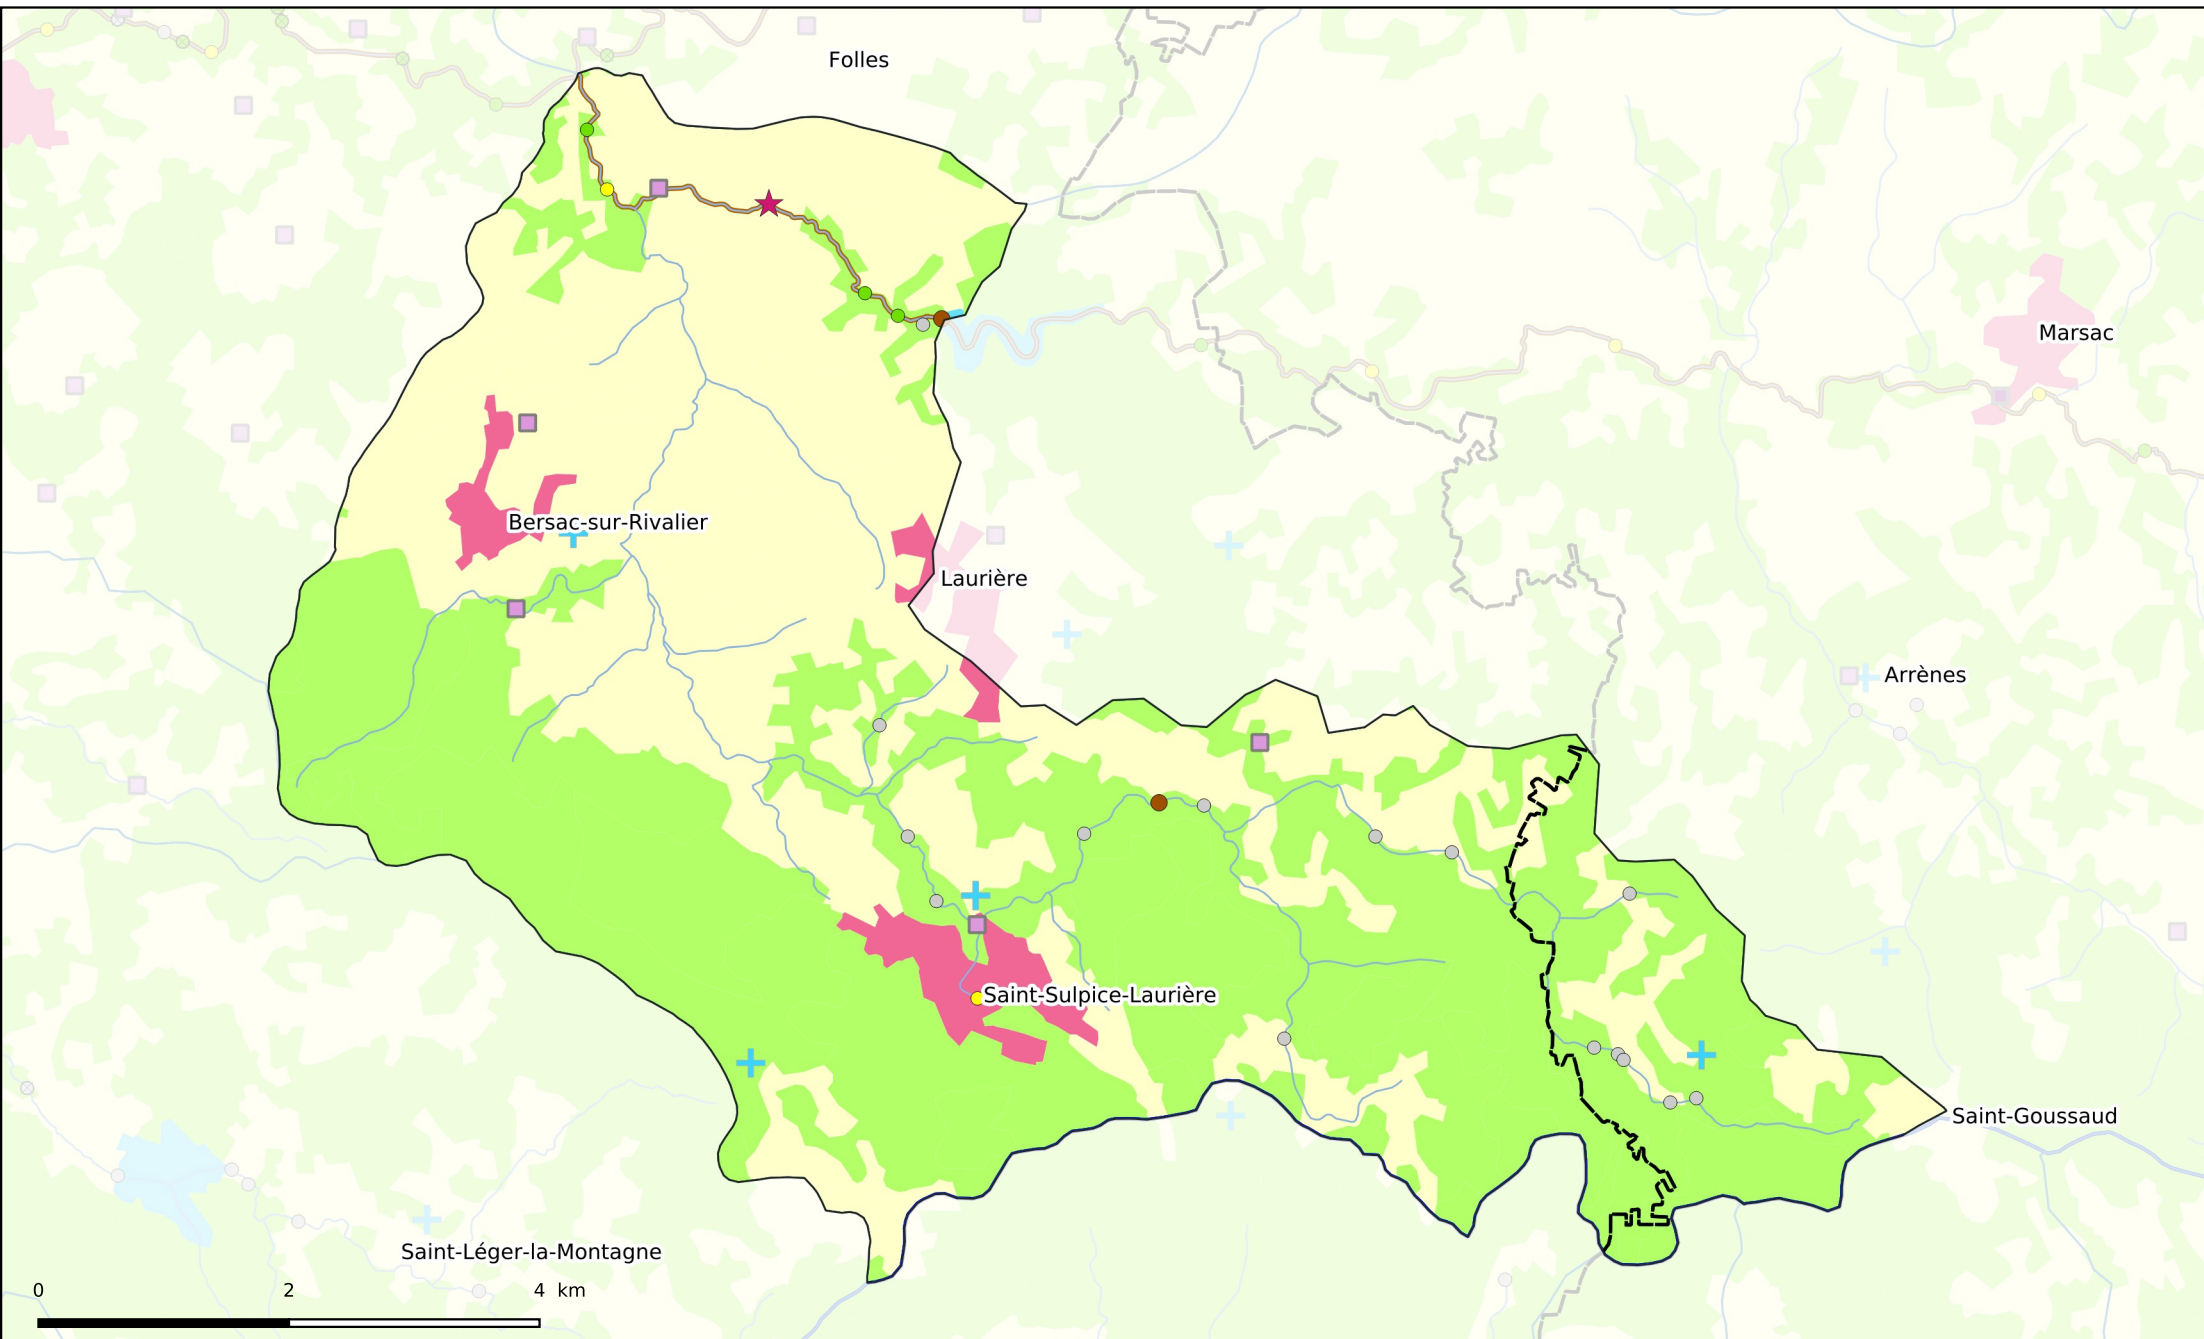 Folles
Marsac
Bersac-sur-Rivalier
Laurière
Arrènes
Saint-Sulpice-Laurière
Saint-Goussaud
Saint-Léger-la-Montagne
0 2 4 km